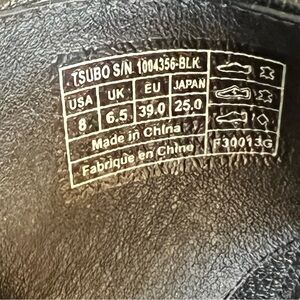 TSUBO S/N 1004356-BLK
USA UK EU JAPAN
8 6.5 39.0 25.0
Made in China
Fabrique en Chine F30013G